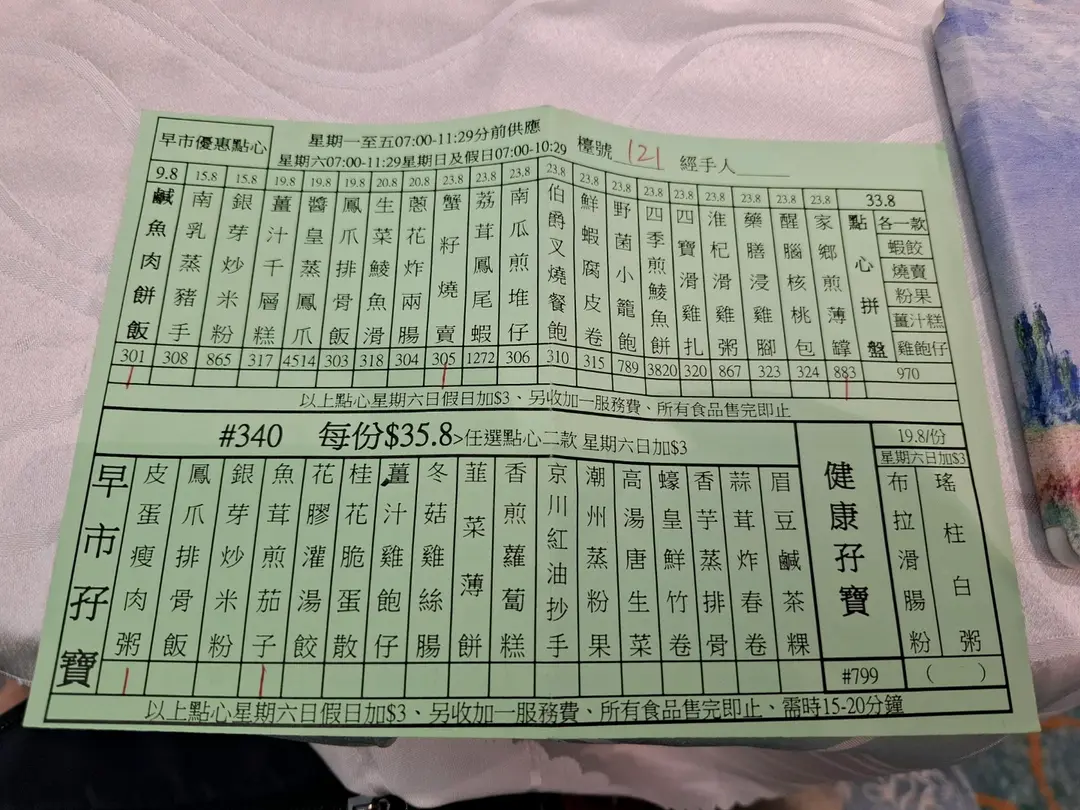 早市優惠點心
星期一至五07:00-11:29分前供應
星期六07:00-11:29星期日及假日07:00-10:29
檯號 121 經手人______
9.8 鹹魚肉餅飯 301
15.8 南乳蒸豬手 308
15.8 銀芽炒米粉 865
19.8 薑汁千層糕 317
19.8 醬皇蒸鳳爪 4514
19.8 鳳爪排骨飯 303
20.8 生菜鯪魚滑 318
20.8 蔥花炸兩腸 304
23.8 蟹籽燒賣 305
23.8 荔茸鳳尾蝦 1272
23.8 南瓜煎堆仔 306
23.8 伯爵叉燒餐飽 310
23.8 鮮蝦腐皮卷 315
23.8 野菌小籠飽 789
23.8 四季煎鯪魚餅 3820
23.8 四寶滑雞扎 320
23.8 淮杞滑雞粥 867
23.8 藥膳浸雞腳 323
23.8 醒腦核桃包 324
23.8 家鄉煎薄罉 883
33.8
點心拼盤
各一款
蝦餃
燒賣
粉果
薑汁糕
雞飽仔
970
以上點心星期六日假日加$3、另收加一服務費、所有食品售完即止
#340 每份$35.8>任選點心二款 星期六日加$3
早市孖寶
皮蛋瘦肉粥
鳳爪排骨飯
銀芽炒米粉
魚茸煎茄子
花膠灌湯餃
桂花脆蛋散
薑汁雞飽仔
冬菇雞絲腸
韮菜薄餅
香煎蘿蔔糕
京川紅油抄手
潮州蒸粉果
高湯唐生菜
蠔皇鮮竹卷
香芋蒸排骨
蒜茸炸春卷
眉豆鹹茶粿
健康孖寶
#799
19.8/份
星期六日加$3
布拉滑腸粉
瑤柱白粥
( )
以上點心星期六日假日加$3、另收加一服務費、所有食品售完即止、需時15-20分鐘